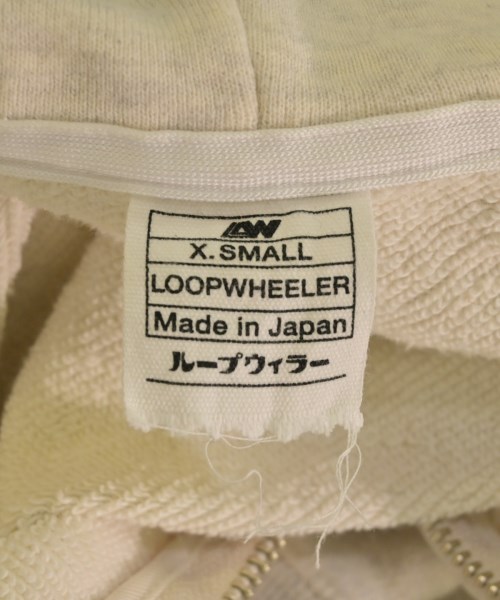 LW
X. SMALL
LOOPWHEELER
Made in Japan
ループウィラー